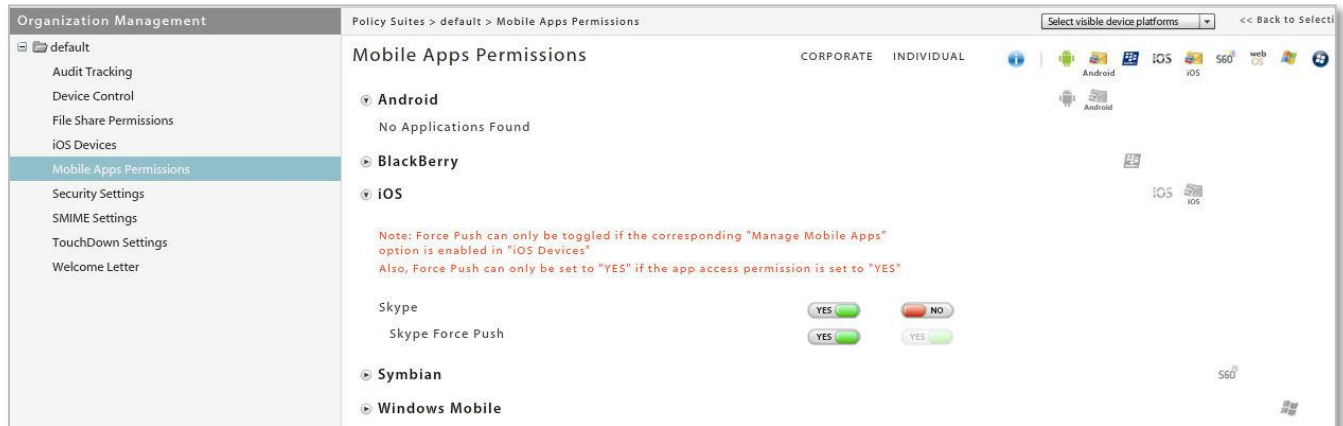 Organization Management
Policy Suites > default > Mobile Apps Permissions
Select visible device platforms
<< Back to Selecti
default
Audit Tracking
Device Control
File Share Permissions
iOS Devices
Mobile Apps Permissions
Security Settings
SMIME Settings
TouchDown Settings
Welcome Letter
Mobile Apps Permissions
CORPORATE INDIVIDUAL
Android
iOS
iOS
S60
web OS
Android
Android
No Applications Found
BlackBerry
iOS
iOS
iOS
Note: Force Push can only be toggled if the corresponding "Manage Mobile Apps"
option is enabled in "iOS Devices"
Also, Force Push can only be set to "YES" if the app access permission is set to "YES"
Skype YES NO
Skype Force Push YES YES
Symbian S60
Windows Mobile